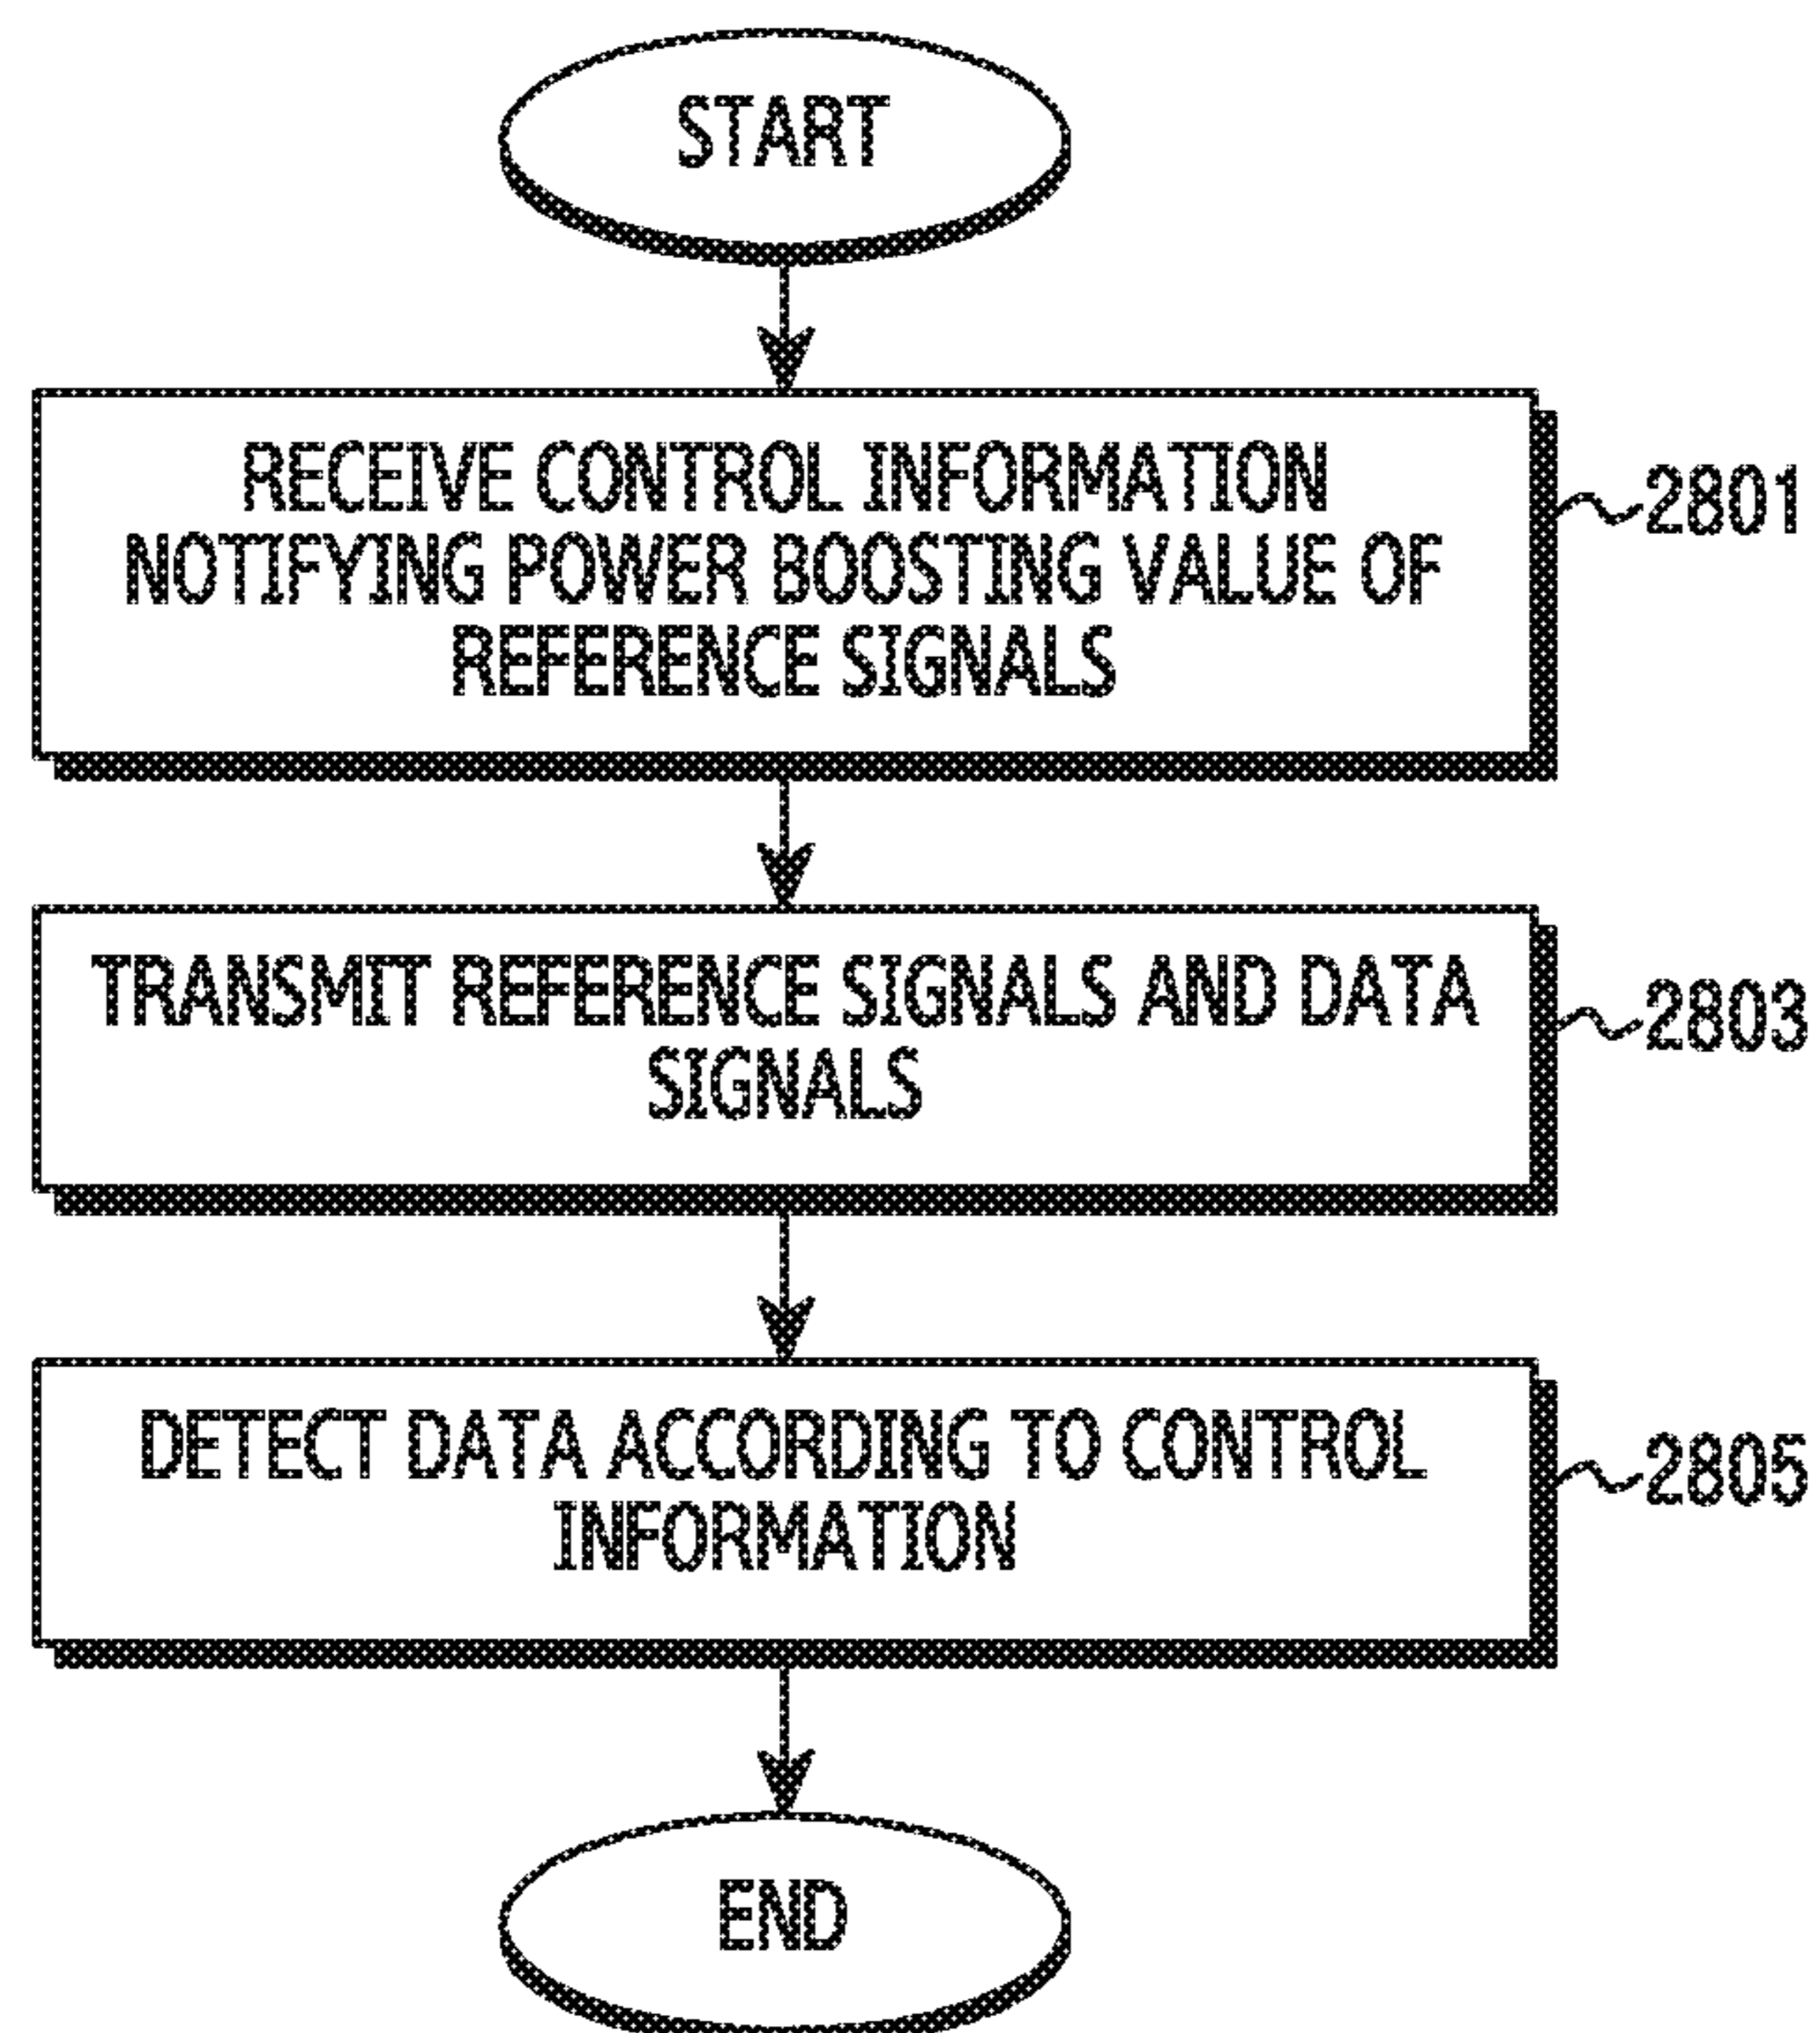 START
RECEIVE CONTROL INFORMATION
NOTIFYING POWER BOOSTING VALUE OF
REFERENCE SIGNALS
2801
TRANSMIT REFERENCE SIGNALS AND DATA
SIGNALS
2803
DETECT DATA ACCORDING TO CONTROL
INFORMATION
2805
END